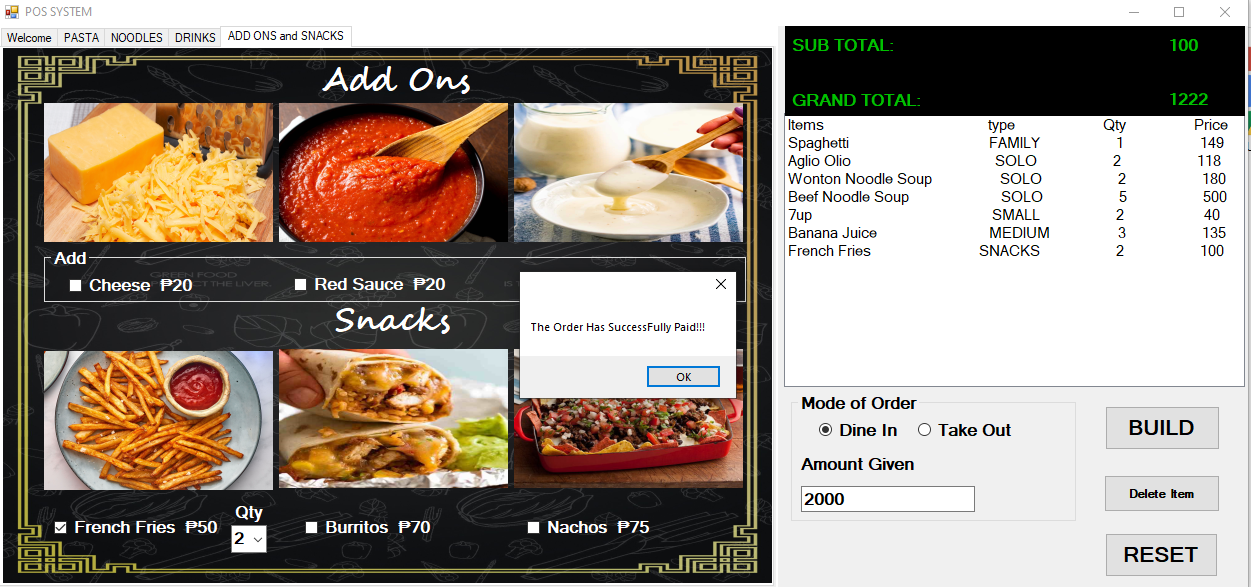 POS SYSTEM
Welcome PASTA NOODLES DRINKS ADD ONS and SNACKS
Add Ons
Add
GREEN FOOD
Cheese ₱20 Red Sauce ₱20
Snacks
French Fries ₱50 Qty 2 Burritos ₱70 Nachos ₱75
The Order Has SuccessFully Paid!!!
OK
SUB TOTAL: 100
GRAND TOTAL: 1222
Items type Qty Price
Spaghetti FAMILY 1 149
Aglio Olio SOLO 2 118
Wonton Noodle Soup SOLO 2 180
Beef Noodle Soup SOLO 5 500
7up SMALL 2 40
Banana Juice MEDIUM 3 135
French Fries SNACKS 2 100
Mode of Order
Dine In Take Out
Amount Given
2000
BUILD
Delete Item
RESET